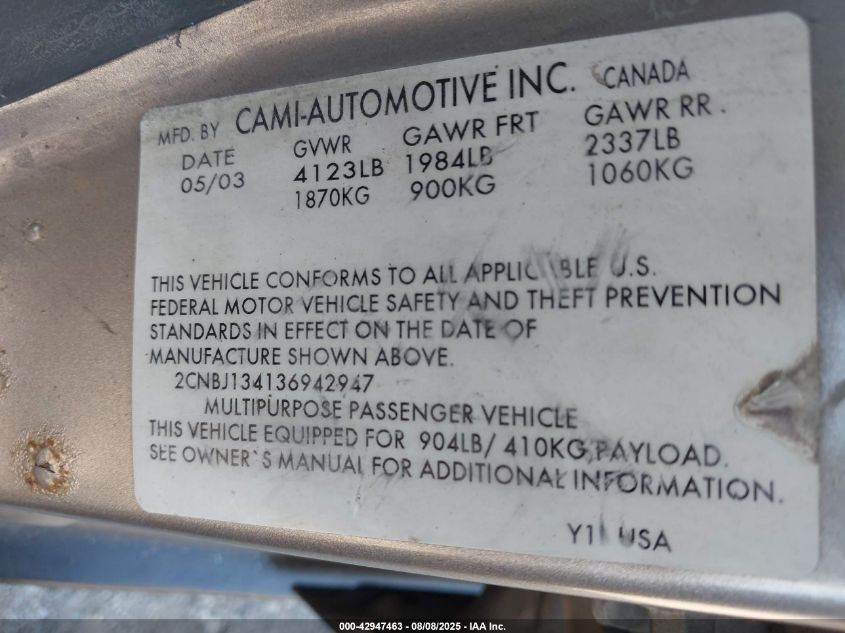 MFD. BY CAMI-AUTOMOTIVE INC. CANADA
DATE GVWR GAWR FRT GAWR RR.
05/03 4123LB 1984LB 2337LB
1870KG 900KG 1060KG
THIS VEHICLE CONFORMS TO ALL APPLICABLE U.S.
FEDERAL MOTOR VEHICLE SAFETY AND THEFT PREVENTION
STANDARDS IN EFFECT ON THE DATE OF
MANUFACTURE SHOWN ABOVE.
2CNBJ134136942947
MULTIPURPOSE PASSENGER VEHICLE
THIS VEHICLE EQUIPPED FOR 904LB/ 410KG PAYLOAD.
SEE OWNER`S MANUAL FOR ADDITIONAL INFORMATION.
USA
000-42947463 - 08/08/2025 - IAA Inc.